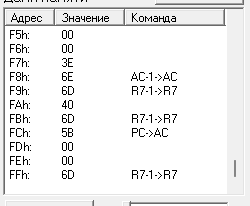 Адрес Значение Команда
F5h: 00
F6h: 00
F7h: 3E
F8h: 6E AC-1->AC
F9h: 6D R7-1->R7
FAh: 40
FBh: 6D R7-1->R7
FCh: 5B PC->AC
FDh: 00
FEh: 00
FFh: 6D R7-1->R7